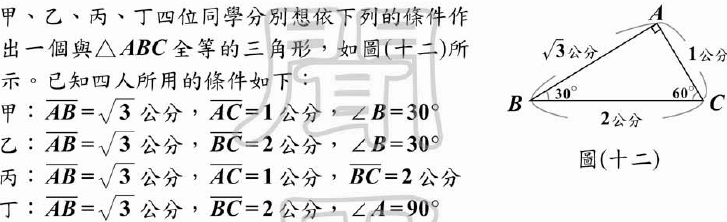 甲、乙、丙、丁四位同學分別想依下列的條件作
出一個與△ABC全等的三角形，如圖(十二)所
示。已知四人所用的條件如下：
甲：AB=√3 公分，AC=1公分，∠B=30°
乙：AB=√3 公分，BC=2公分，∠B=30°
丙：AB=√3 公分，AC=1公分，BC=2公分
丁：AB=√3 公分，BC=2公分，∠A=90°
A
√3公分
1公分
B
30°
60°
C
2公分
圖(十二)